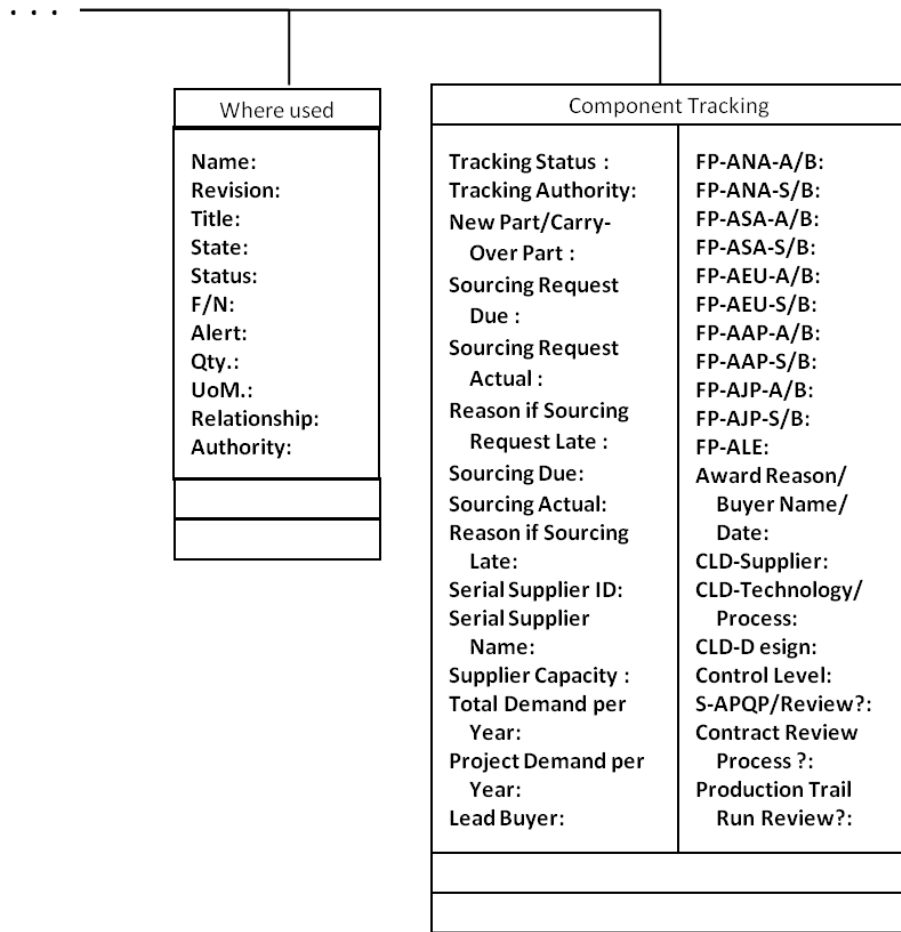 . . .
Where used
Name:
Revision:
Title:
State:
Status:
F/N:
Alert:
Qty.:
UoM.:
Relationship:
Authority:
Component Tracking
Tracking Status :
Tracking Authority:
New Part/Carry-
Over Part :
Sourcing Request
Due :
Sourcing Request
Actual :
Reason if Sourcing
Request Late :
Sourcing Due:
Sourcing Actual:
Reason if Sourcing
Late:
Serial Supplier ID:
Serial Supplier
Name:
Supplier Capacity :
Total Demand per
Year:
Project Demand per
Year:
Lead Buyer:
FP-ANA-A/B:
FP-ANA-S/B:
FP-ASA-A/B:
FP-ASA-S/B:
FP-AEU-A/B:
FP-AEU-S/B:
FP-AAP-A/B:
FP-AAP-S/B:
FP-AJP-A/B:
FP-AJP-S/B:
FP-ALE:
Award Reason/
Buyer Name/
Date:
CLD-Supplier:
CLD-Technology/
Process:
CLD-D esign:
Control Level:
S-APQP/Review?:
Contract Review
Process ?:
Production Trail
Run Review?: